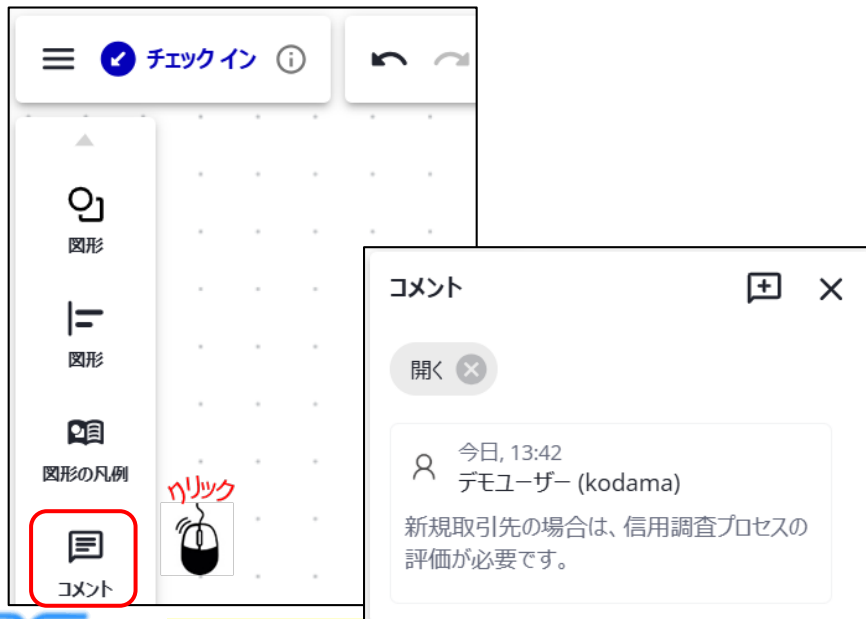 チェックイン
図形
図形
図形の凡例
クリック
コメント
コメント
開く
今日, 13:42
デモユーザー (kodama)
新規取引先の場合は、信用調査プロセスの
評価が必要です。